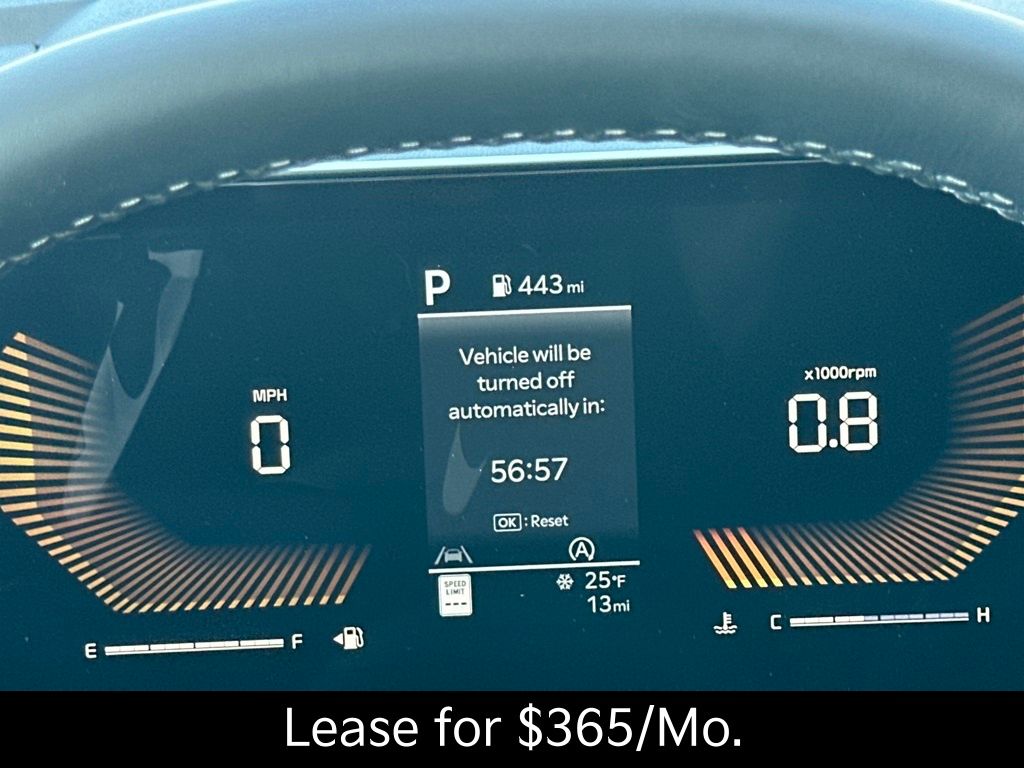 P 443 mi
Vehicle will be
turned off
automatically in:
56:57
OK : Reset
MPH
0
x1000rpm
0.8
A
SPEED
LIMIT
---
25°F
13mi
E F
C H
Lease for $365/Mo.